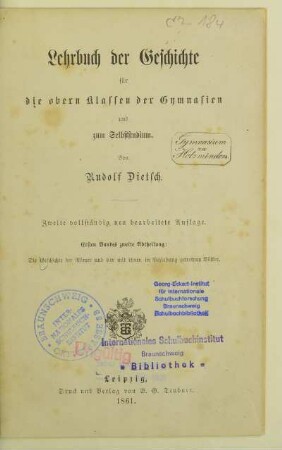 Lehrbuch der Geschichte
für
die obern Klassen der Gymnasien
und
zum Selbststudium.
Von
Rudolf Dietsch.
Gymnasium
Holzminden
Zweite vollständig neu bearbeitete Auflage.
Ersten Bandes zweite Abtheilung:
Die Geschichte der Römer und der mit ihnen in Beziehung getretenen Völker.
Georg-Eckert-Institut
für internationale
Schulbuchforschung
Braunschweig
Schulbuchbibliothek
BRAUNSCHWEIG
Internationales Schulbuchinstitut
Braunschweig
• Bibliothek •
Leipzig,
Druck und Verlag von B. G. Teubner.
1861.